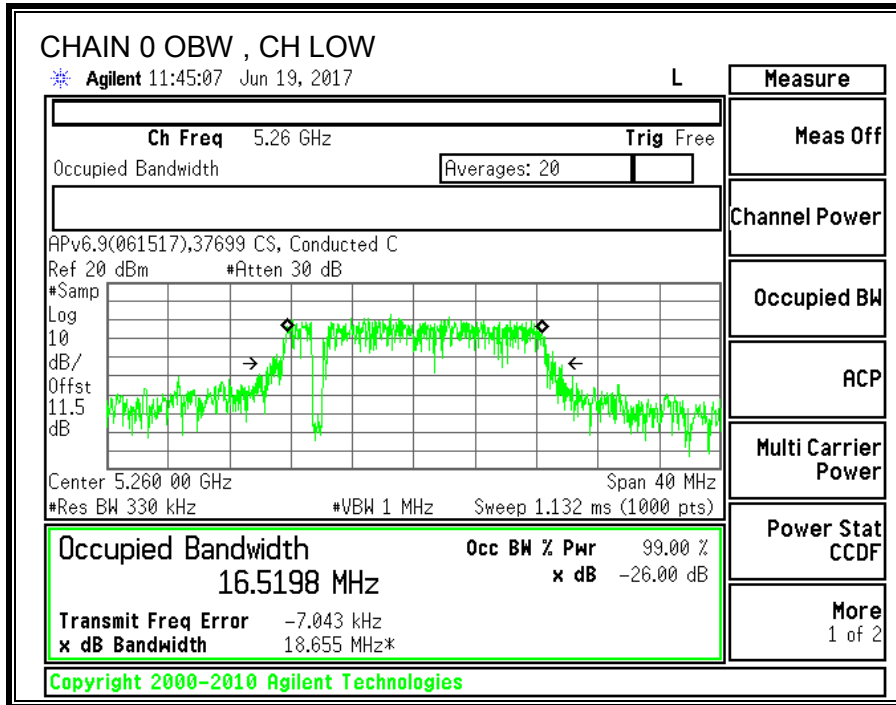 CHAIN 0 OBW , CH LOW
Agilent 11:45:07 Jun 19, 2017 L
Measure
Ch Freq 5.26 GHz Trig Free
Occupied Bandwidth Averages: 20
APv6.9(061517),37699 CS, Conducted C
Ref 20 dBm #Atten 30 dB
#Samp
Log
10
dB/
Offst
11.5
dB
Center 5.260 00 GHz Span 40 MHz
#Res BW 330 kHz #VBW 1 MHz Sweep 1.132 ms (1000 pts)
Occupied Bandwidth Occ BW % Pwr 99.00 %
16.5198 MHz x dB -26.00 dB
Transmit Freq Error -7.043 kHz
x dB Bandwidth 18.655 MHz*
Meas Off
Channel Power
Occupied BW
ACP
Multi Carrier
Power
Power Stat
CCDF
More
1 of 2
Copyright 2000-2010 Agilent Technologies